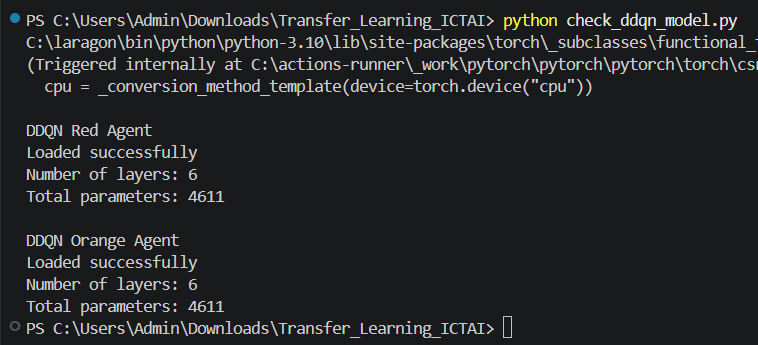 PS C:\Users\Admin\Downloads\Transfer_Learning_ICTAI> python check_ddqn_model.py
C:\laragon\bin\python\python-3.10\lib\site-packages\torch\_subclasses\functional_
(Triggered internally at C:\actions-runner\_work\pytorch\pytorch\pytorch\torch\cs
cpu = _conversion_method_template(device=torch.device("cpu"))
DDQN Red Agent
Loaded successfully
Number of layers: 6
Total parameters: 4611
DDQN Orange Agent
Loaded successfully
Number of layers: 6
Total parameters: 4611
PS C:\Users\Admin\Downloads\Transfer_Learning_ICTAI>